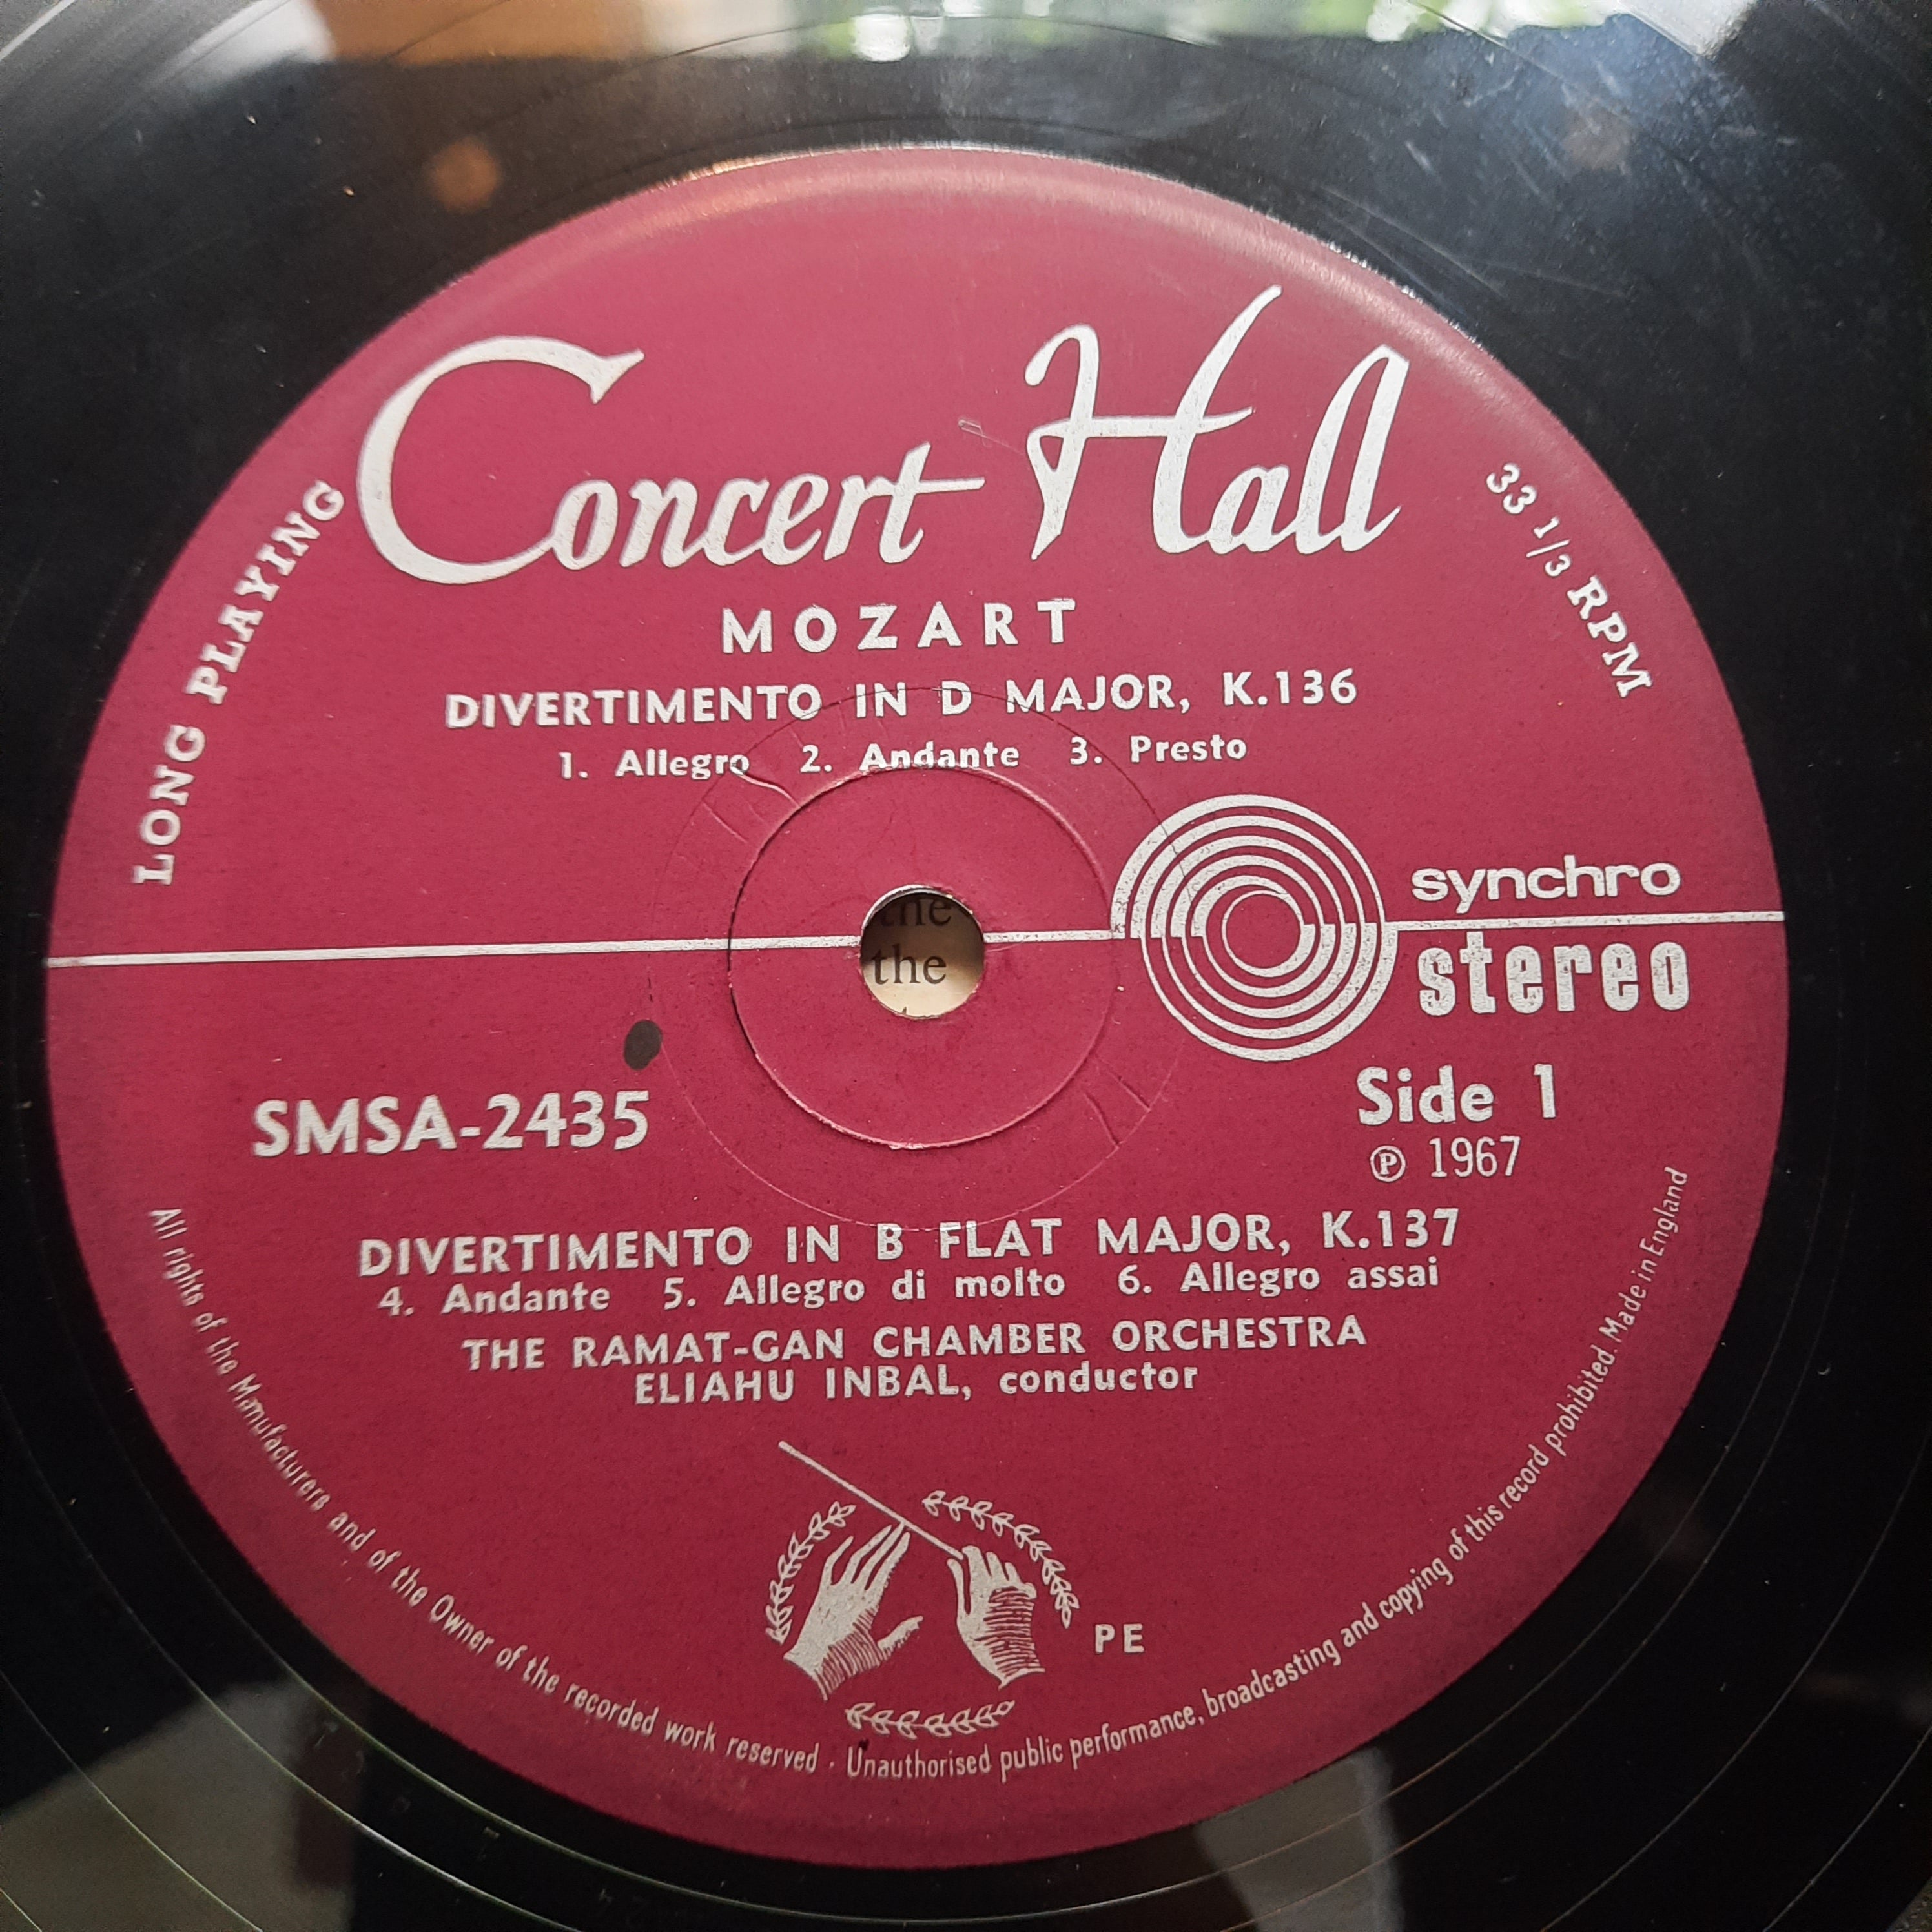 Concert Hall
LONG PLAYING
33 1/3 RPM
MOZART
DIVERTIMENTO IN D MAJOR, K.136
1. Allegro 2. Andante 3. Presto
synchro
stereo
the
the
SMSA-2435
Side 1
℗ 1967
DIVERTIMENTO IN B FLAT MAJOR, K.137
4. Andante 5. Allegro di molto 6. Allegro assai
THE RAMAT-GAN CHAMBER ORCHESTRA
ELIAHU INBAL, conductor
PE
All rights of the Manufacturers and of the Owner of the recorded work reserved · Unauthorised public performance, broadcasting and copying of this record prohibited. Made in England